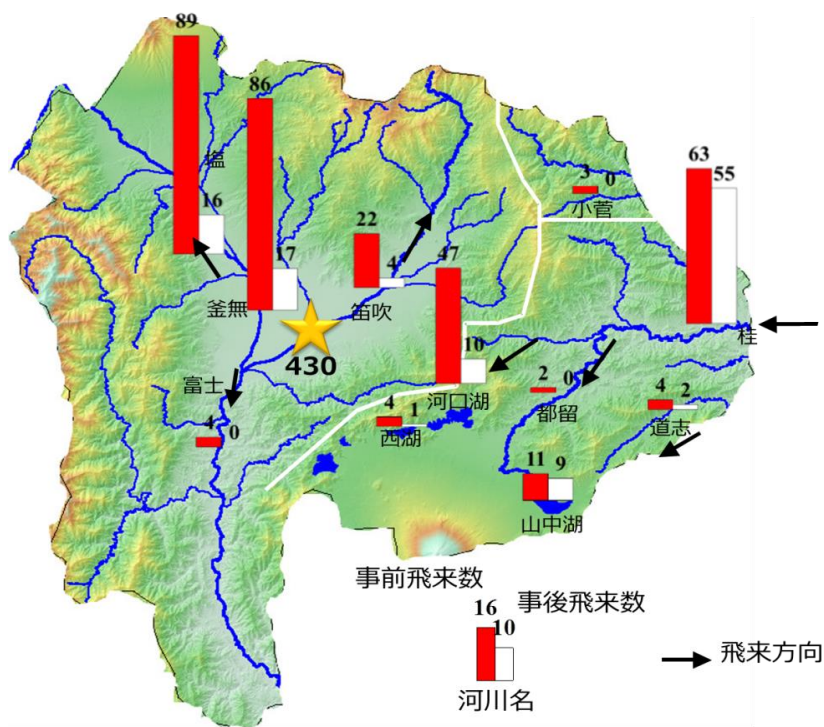 89
86
塩
16
17
釜無
22
4
笛吹
47
10
河口湖
3
0
小菅
63
55
桂
430
富士
4
0
4
1
西湖
2
0
都留
4
2
道志
11
9
山中湖
事前飛来数
事後飛来数
16
10
河川名
飛来方向